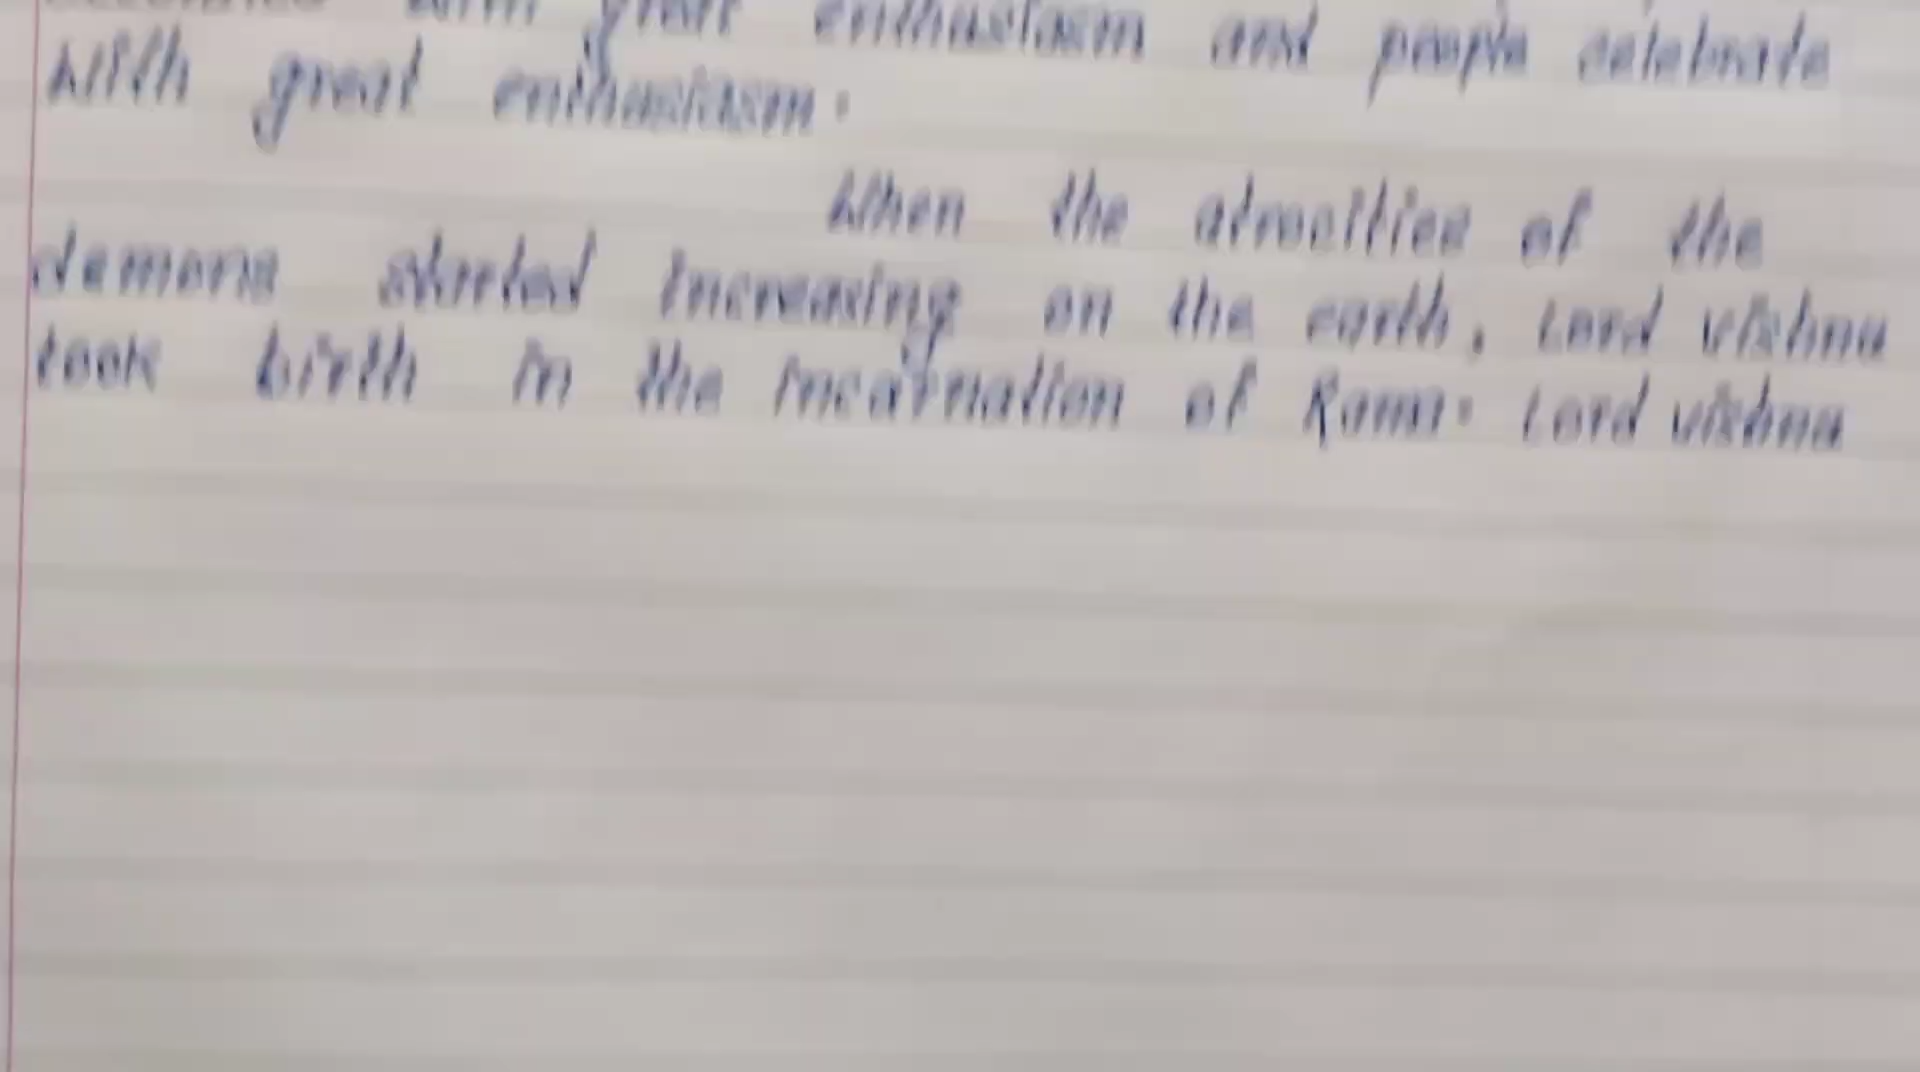 with great enthusiasm and people celebrate
with great enthusiasm.
When the atrocities of the
demons started increasing on the earth, Lord vishnu
took birth in the incarnation of Ram. Lord vishnu